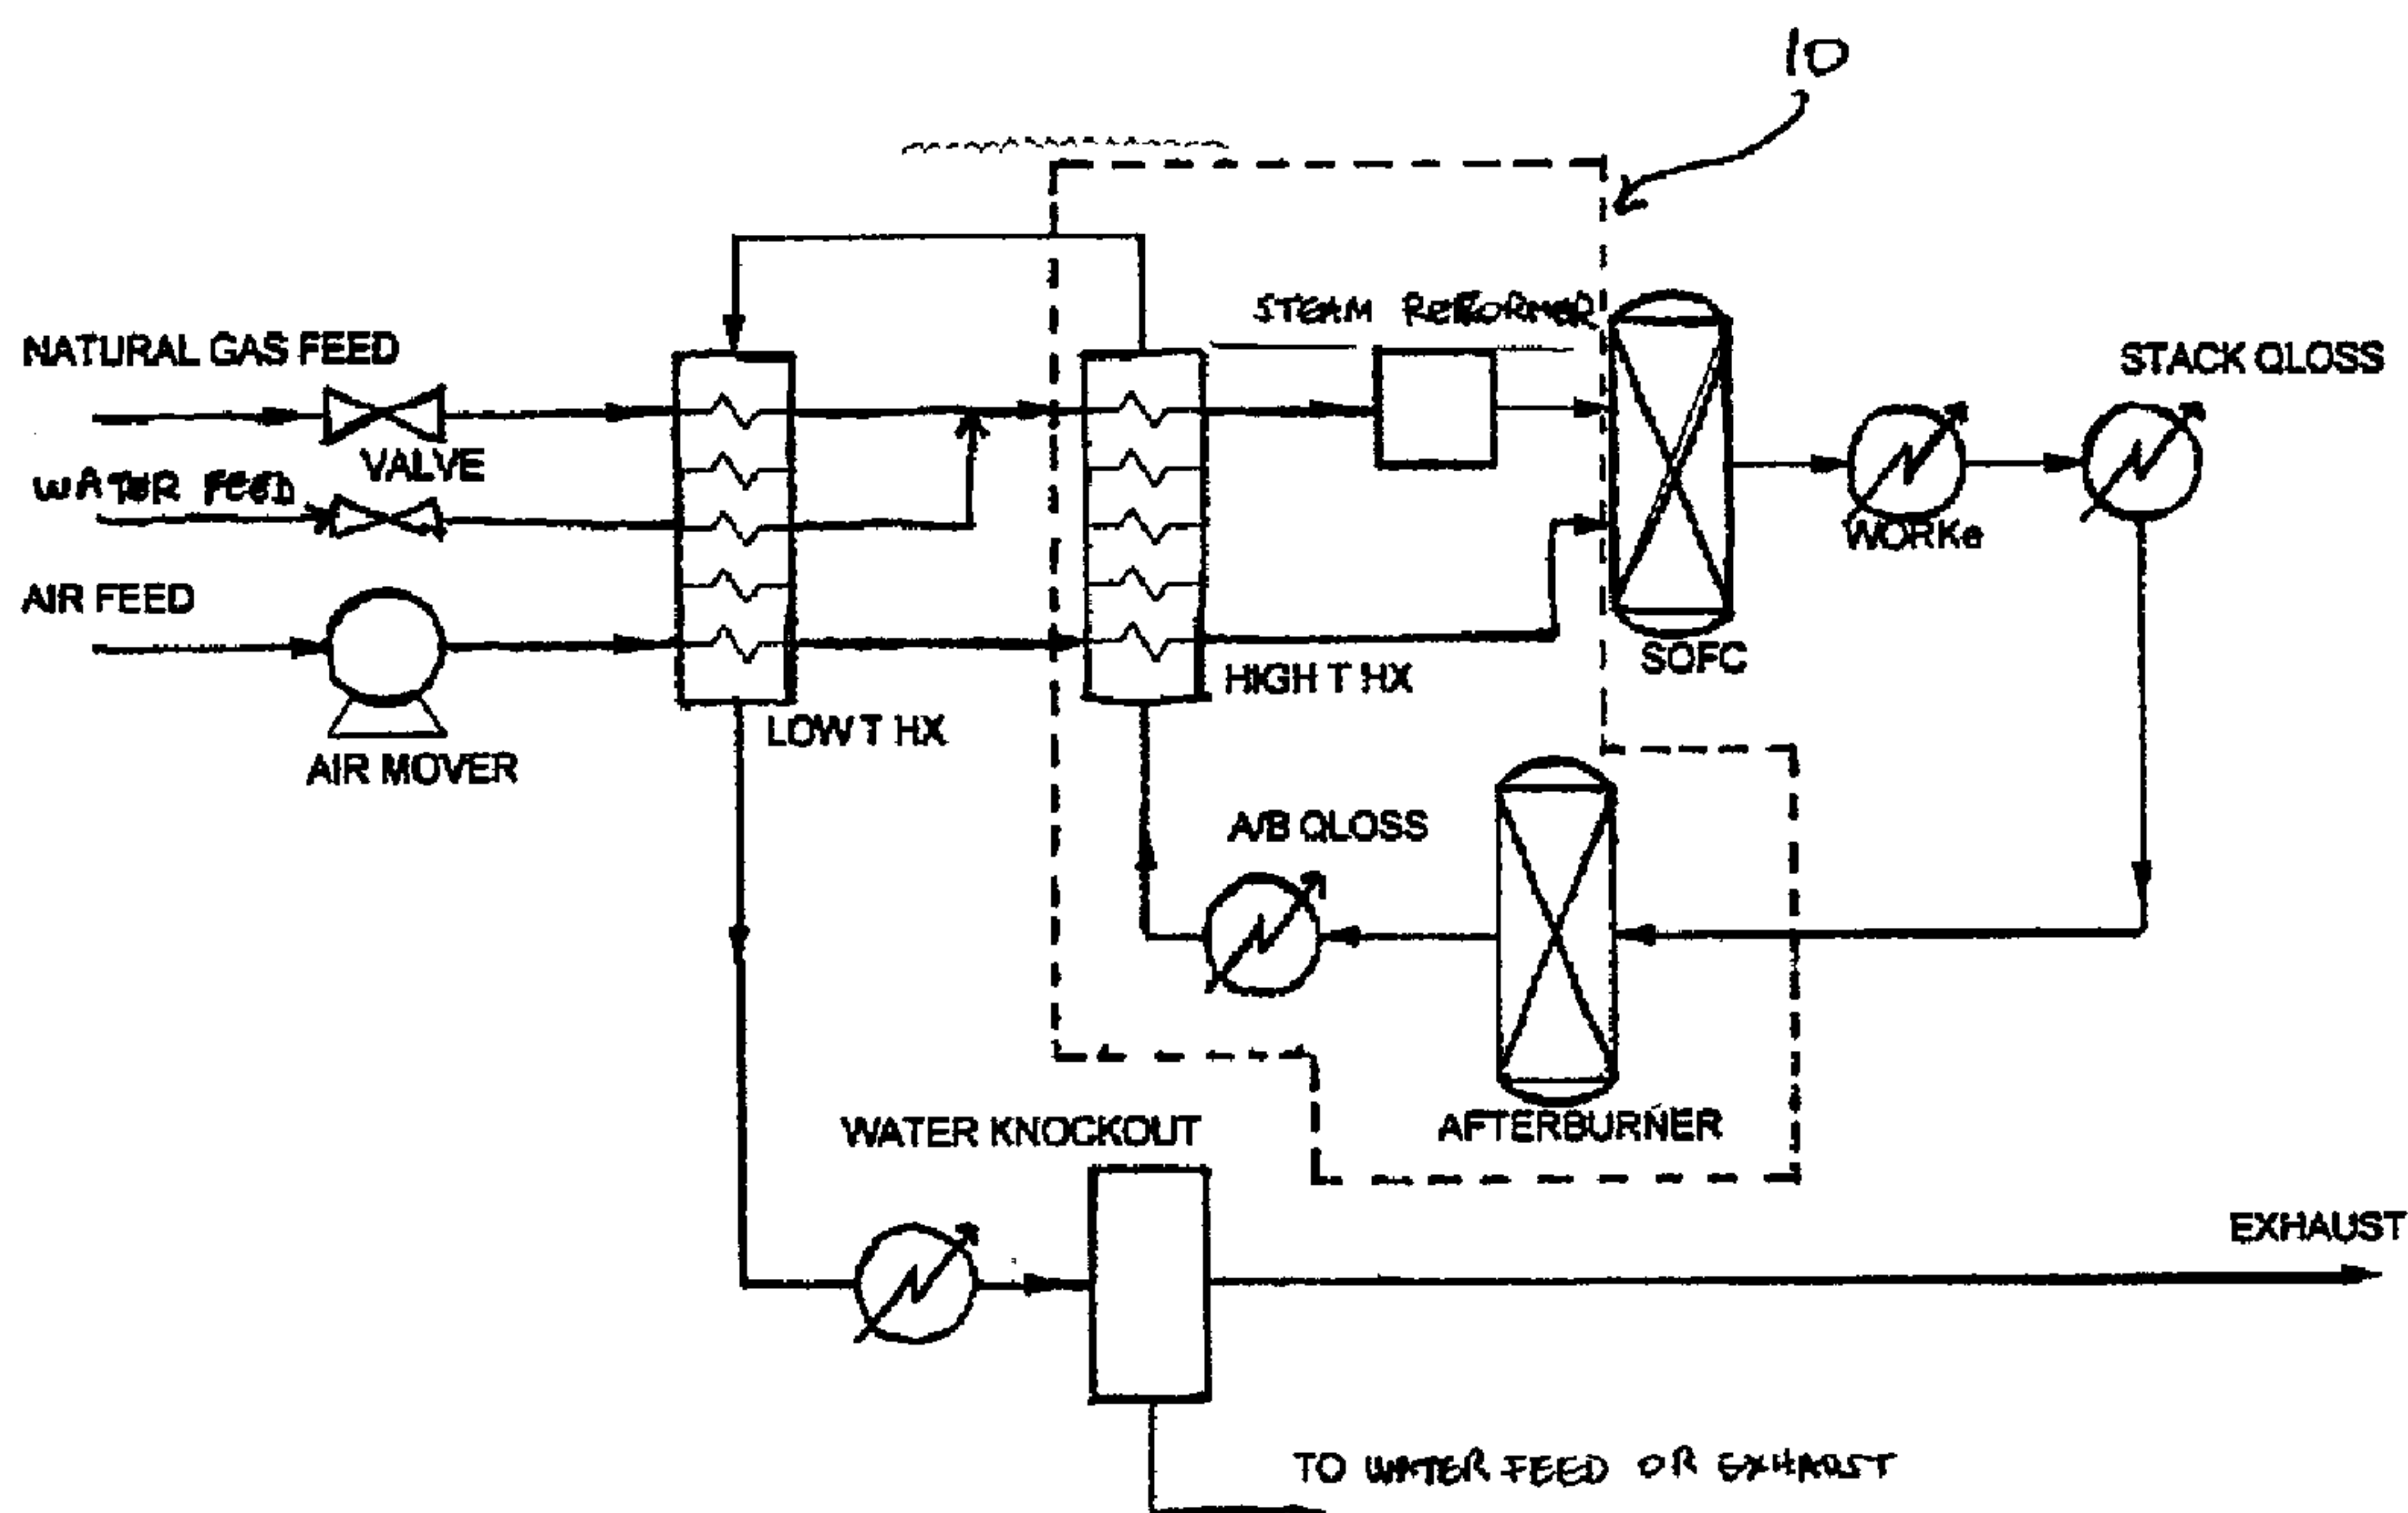 10
STEAM REFORMER
NATURAL GAS FEED
STACK QLOSS
VALVE
WATER FEED
WORKe
AIR FEED
SOFC
HIGH T HX
LOW T HX
AIR MOVER
A/B QLOSS
AFTERBURNER
WATER KNOCKOUT
EXHAUST
TO WATER FEED OR EXHAUST